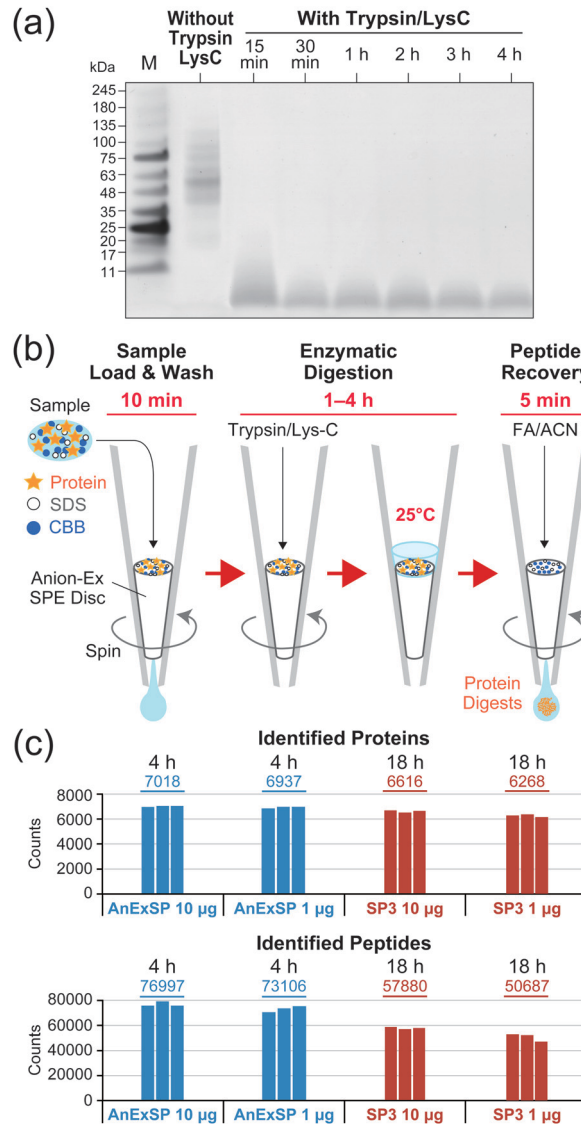 (a)
Without
Trypsin
LysC
With Trypsin/LysC
15
min
30
min
1 h
2 h
3 h
4 h
kDa
M
245
180
135
100
75
63
48
35
25
20
17
11
(b)
Sample
Load & Wash
Enzymatic
Digestion
Peptide
Recovery
10 min
1–4 h
5 min
Sample
Trypsin/Lys-C
FA/ACN
Protein
SDS
CBB
25°C
Anion-Ex
SPE Disc
Spin
Protein
Digests
(c)
Identified Proteins
4 h
4 h
18 h
18 h
7018
6937
6616
6268
8000
6000
4000
2000
0
Counts
AnExSP 10 µg
AnExSP 1 µg
SP3 10 µg
SP3 1 µg
Identified Peptides
4 h
4 h
18 h
18 h
76997
73106
57880
50687
80000
60000
40000
20000
0
Counts
AnExSP 10 µg
AnExSP 1 µg
SP3 10 µg
SP3 1 µg